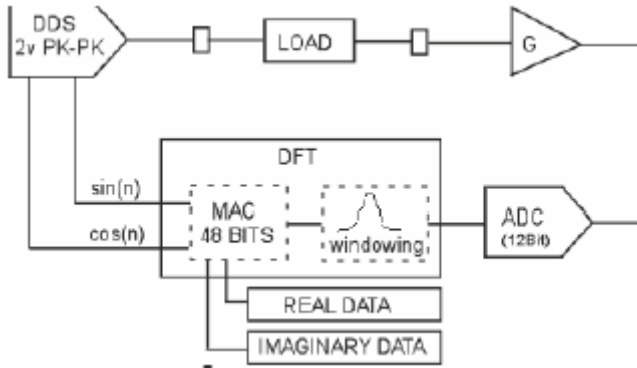 DDS
2v PK-PK
LOAD
G
DFT
sin(n)
cos(n)
MAC
48 BITS
windowing
ADC
(12Bit)
REAL DATA
IMAGINARY DATA